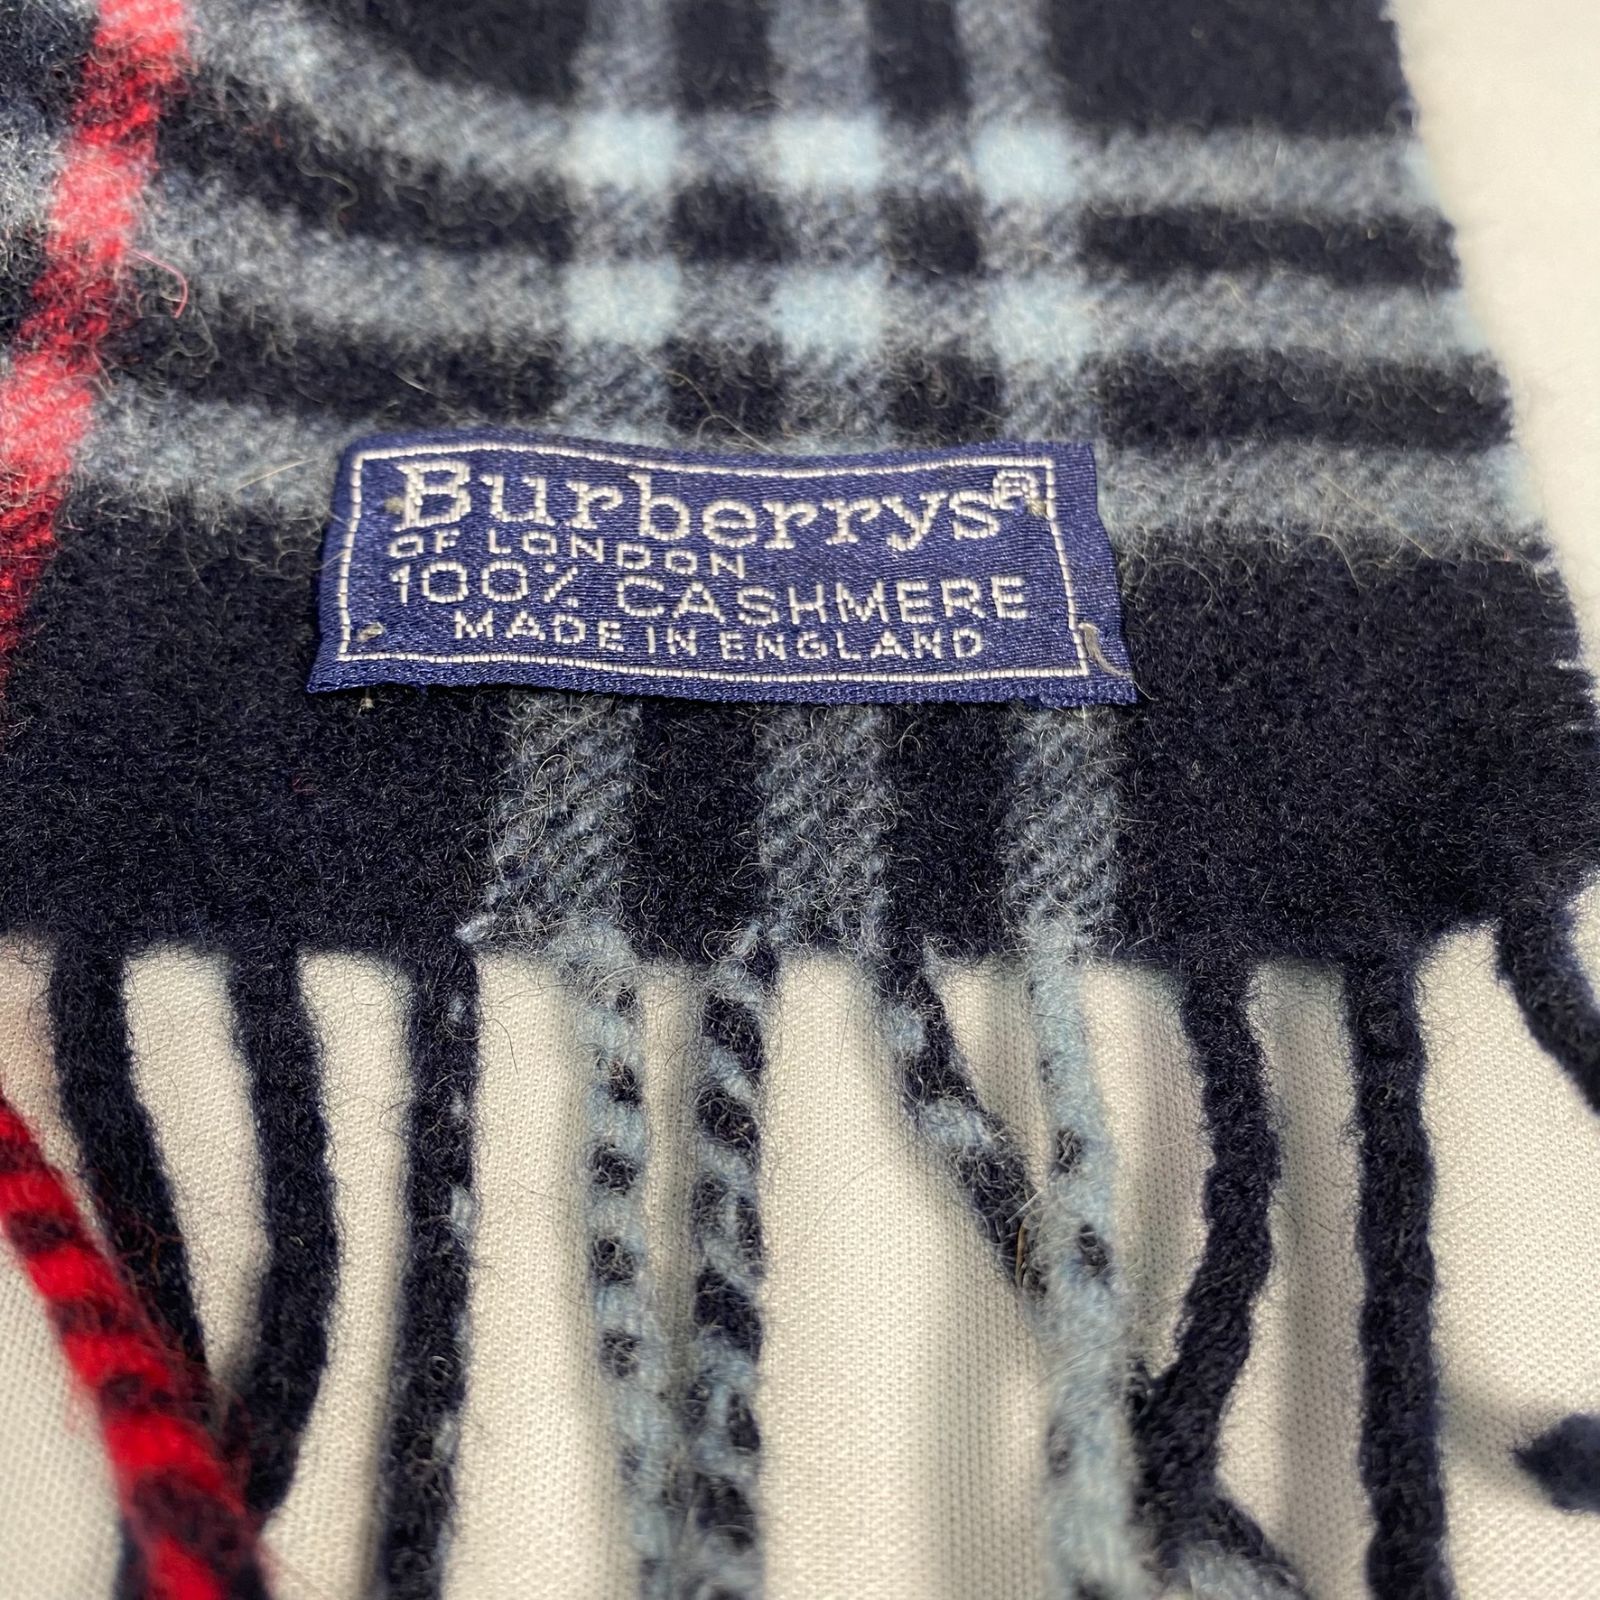 Burberrys®
OF LONDON
100% CASHMERE
MADE IN ENGLAND